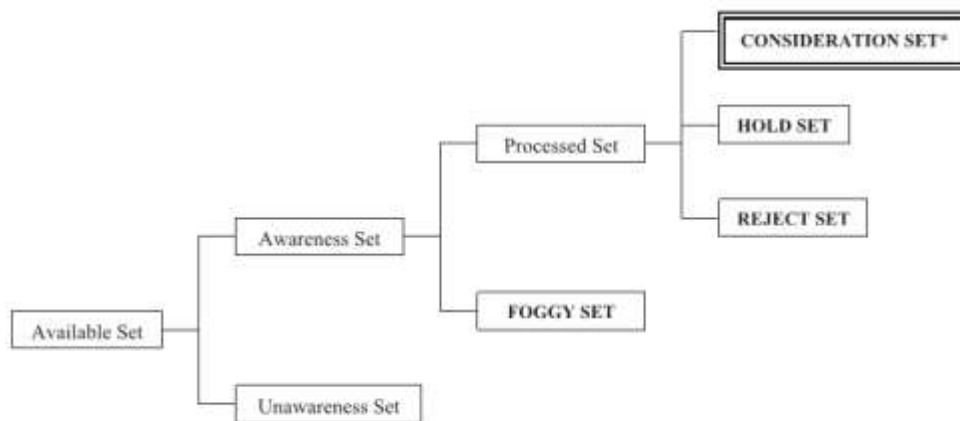 CONSIDERATION SET*
HOLD SET
Processed Set
REJECT SET
Awareness Set
FOGGY SET
Available Set
Unawareness Set